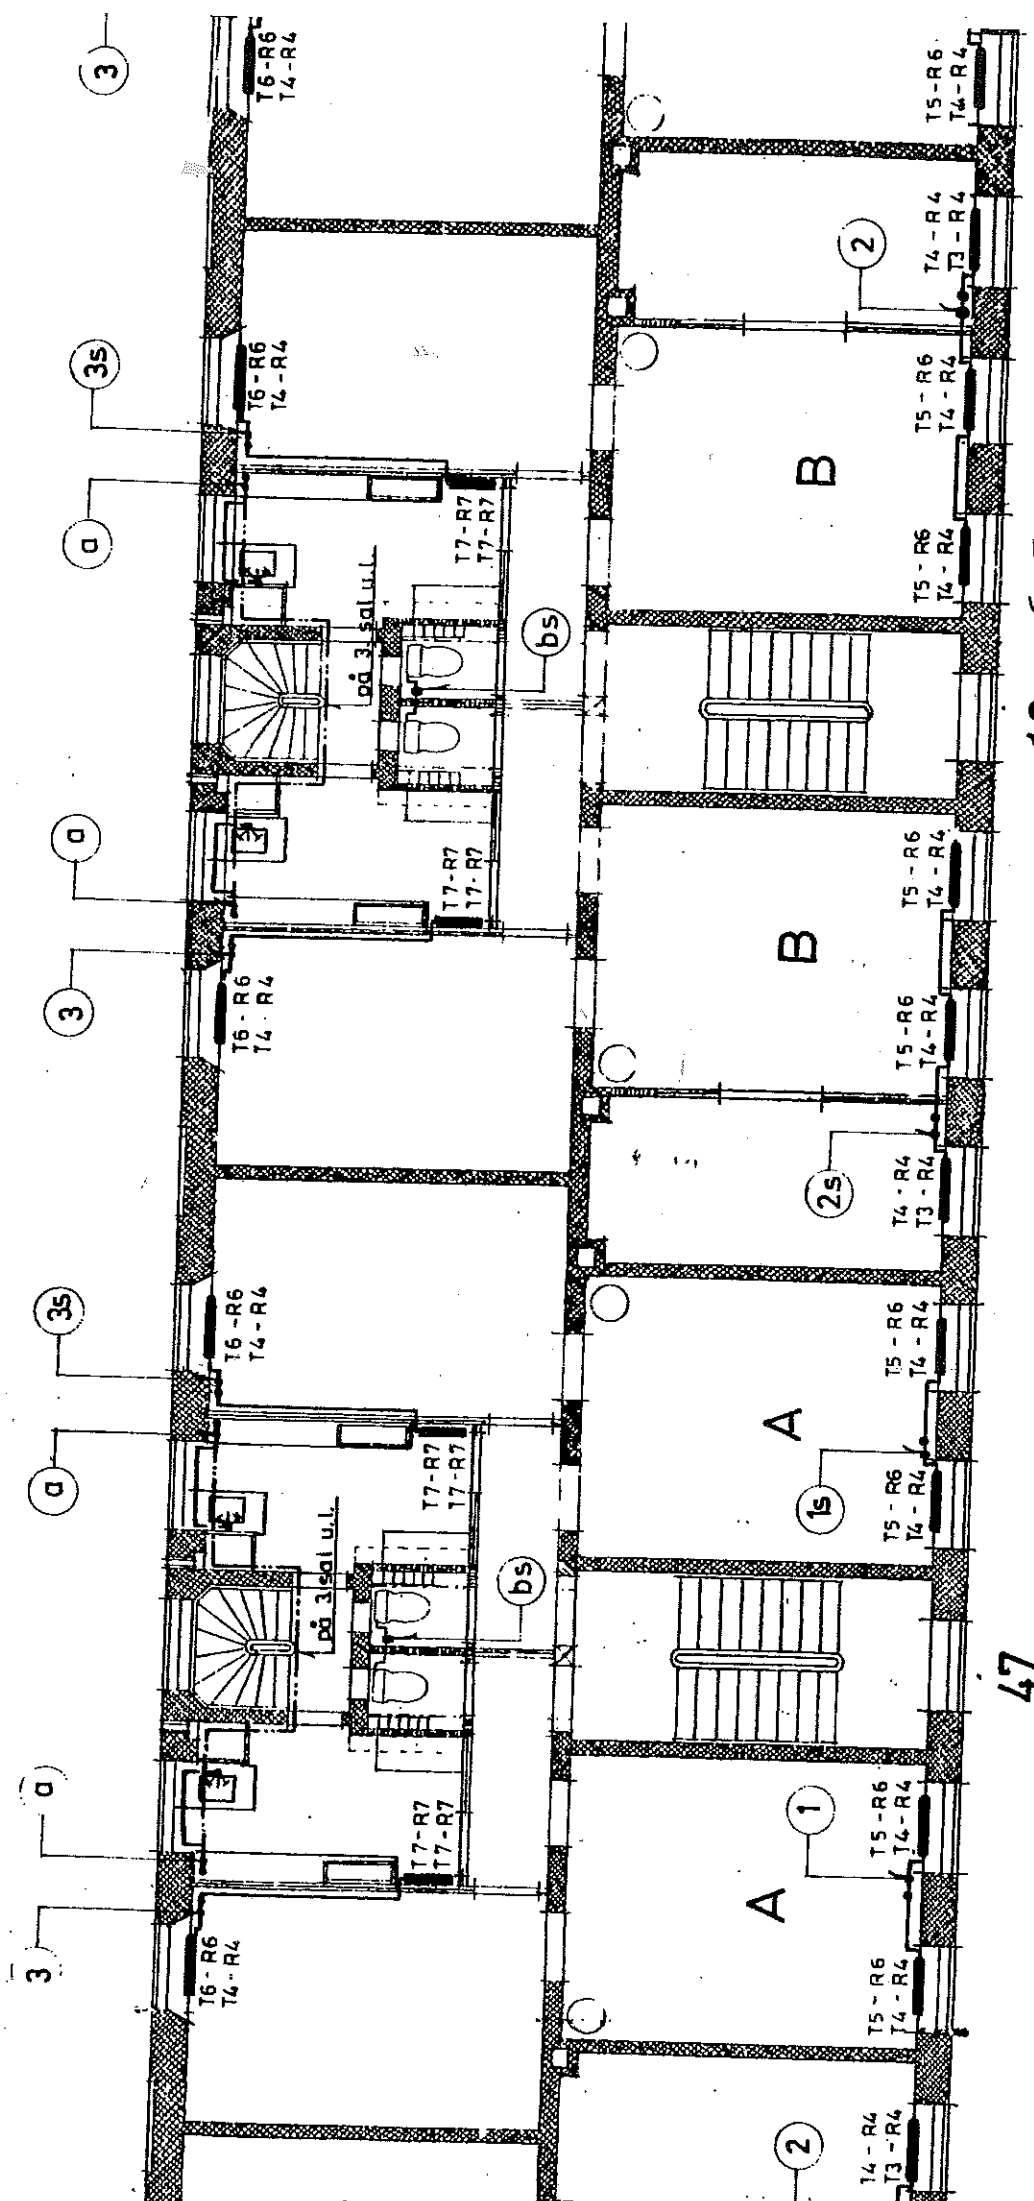 3
T6-R6
T4-R4
T5-R6
T4-R4
T4-R4
T3-R4
2
3s
T6-R6
T4-R4
a
T5-R6
T4-R4
B
T7-R7
T7-R7
T5-R6
T4-R4
på 3. sal u.l.
bs
a
T7-R7
T7-R7
T5-R6
T4-R4
B
3
T6-R6
T4-R4
T5-R6
T4-R4
2s
T4-R4
T3-R4
3s
T6-R6
T4-R4
T5-R6
T4-R4
A
a
T7-R7
T7-R7
1s
T5-R6
T4-R4
på 3. sal u.l.
bs
47
a
T7-R7
T7-R7
1
T5-R6
T4-R4
A
3
T6-R6
T4-R4
T5-R6
T4-R4
2
T4-R4
T3-R4